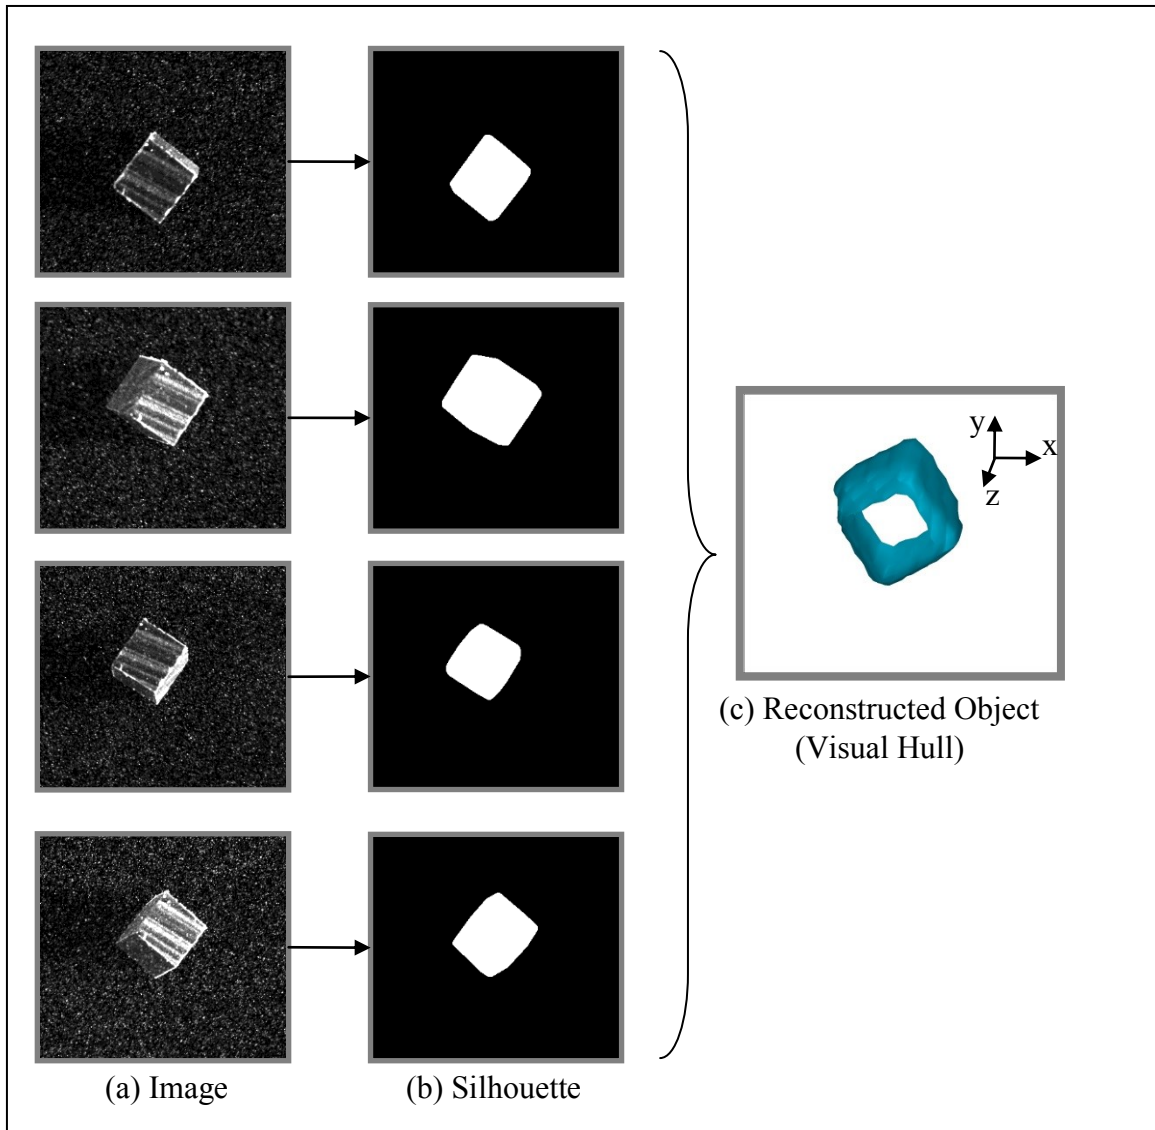 y
x
z
(c) Reconstructed Object
(Visual Hull)
(a) Image
(b) Silhouette